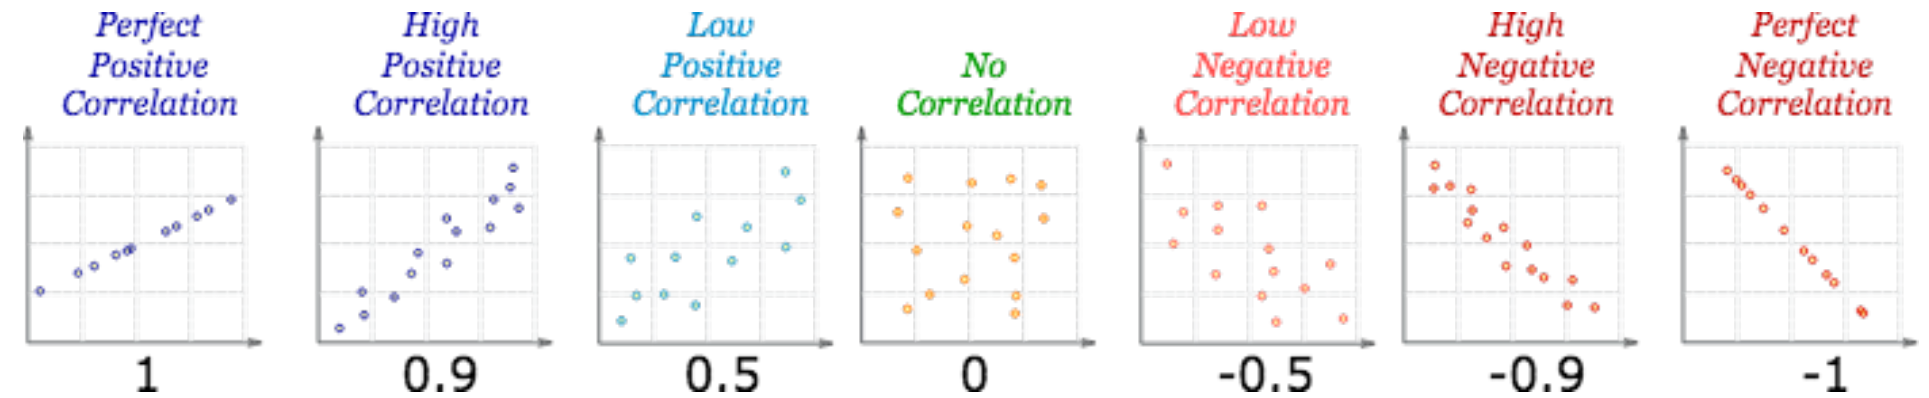 Perfect
Positive
Correlation
High
Positive
Correlation
Low
Positive
Correlation
No
Correlation
Low
Negative
Correlation
High
Negative
Correlation
Perfect
Negative
Correlation
1
0.9
0.5
0
-0.5
-0.9
-1